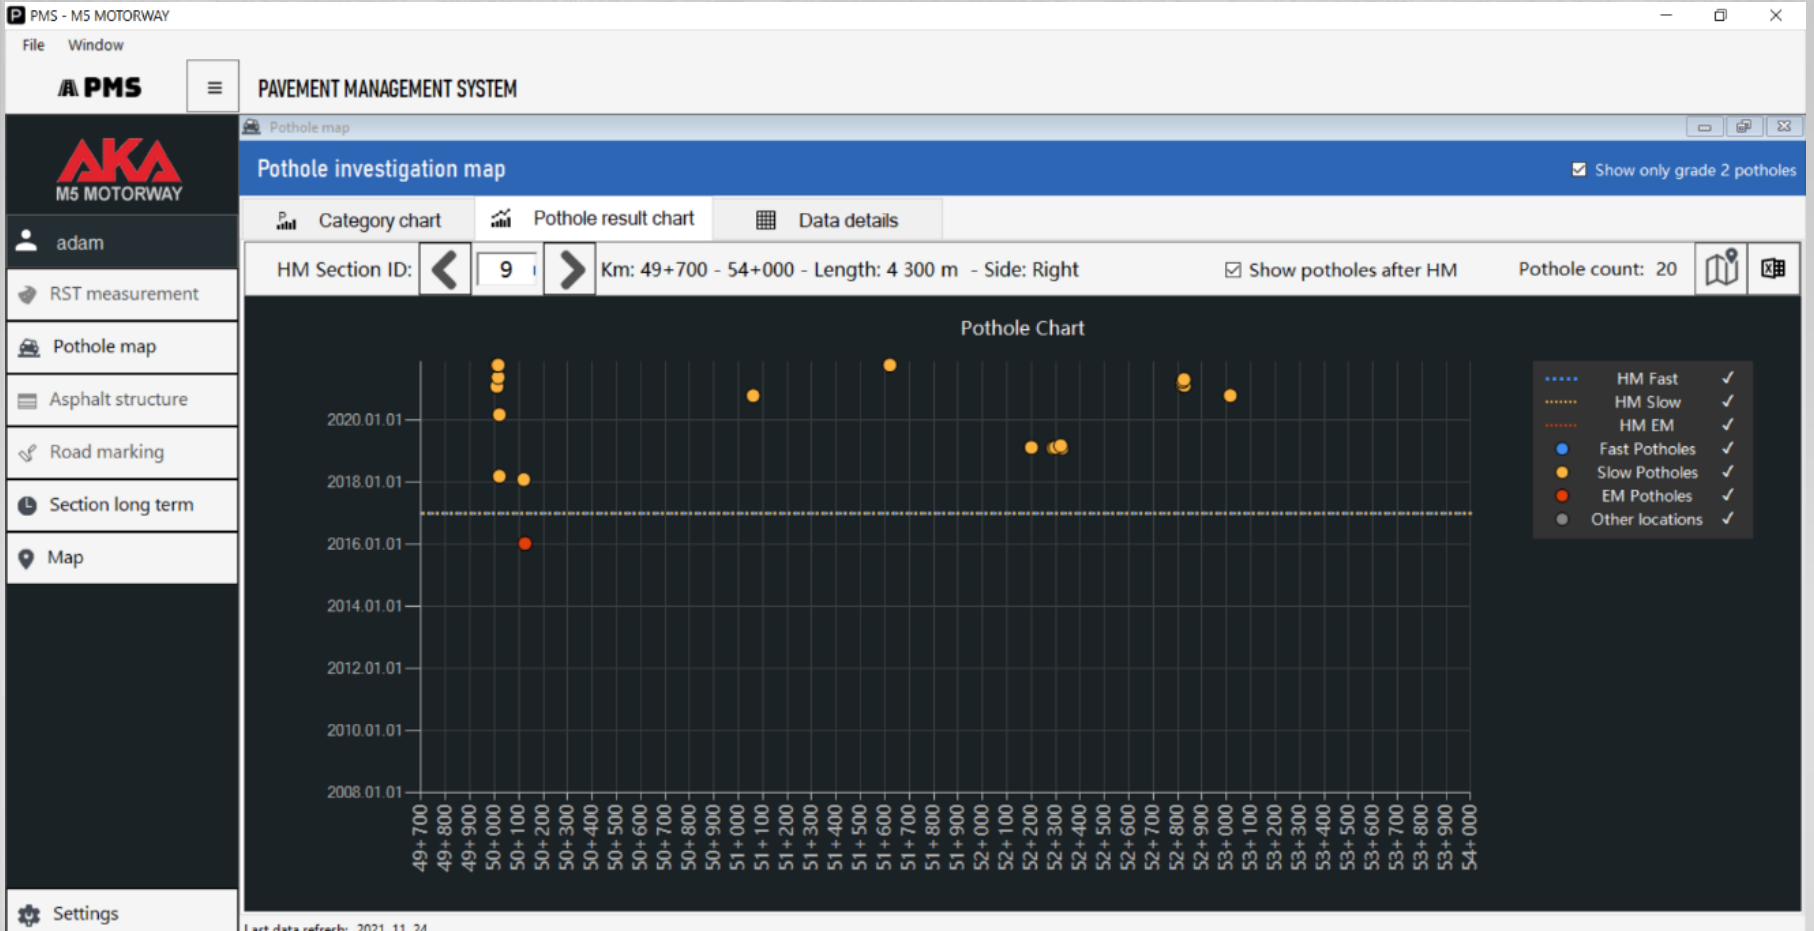 PMS - M5 MOTORWAY
File Window
PMS
PAVEMENT MANAGEMENT SYSTEM
AKA
M5 MOTORWAY
adam
RST measurement
Pothole map
Asphalt structure
Road marking
Section long term
Map
Settings
Pothole map
Pothole investigation map
Show only grade 2 potholes
Category chart
Pothole result chart
Data details
HM Section ID: 9 Km: 49+700 - 54+000 - Length: 4 300 m - Side: Right
Show potholes after HM
Pothole count: 20
Pothole Chart
2020.01.01
2018.01.01
2016.01.01
2014.01.01
2012.01.01
2010.01.01
2008.01.01
49+700
49+800
49+900
50+000
50+100
50+200
50+300
50+400
50+500
50+600
50+700
50+800
50+900
51+000
51+100
51+200
51+300
51+400
51+500
51+600
51+700
51+800
51+900
52+000
52+100
52+200
52+300
52+400
52+500
52+600
52+700
52+800
52+900
53+000
53+100
53+200
53+300
53+400
53+500
53+600
53+700
53+800
53+900
54+000
HM Fast
HM Slow
HM EM
Fast Potholes
Slow Potholes
EM Potholes
Other locations
Last data refresh: 2021. 11. 24.